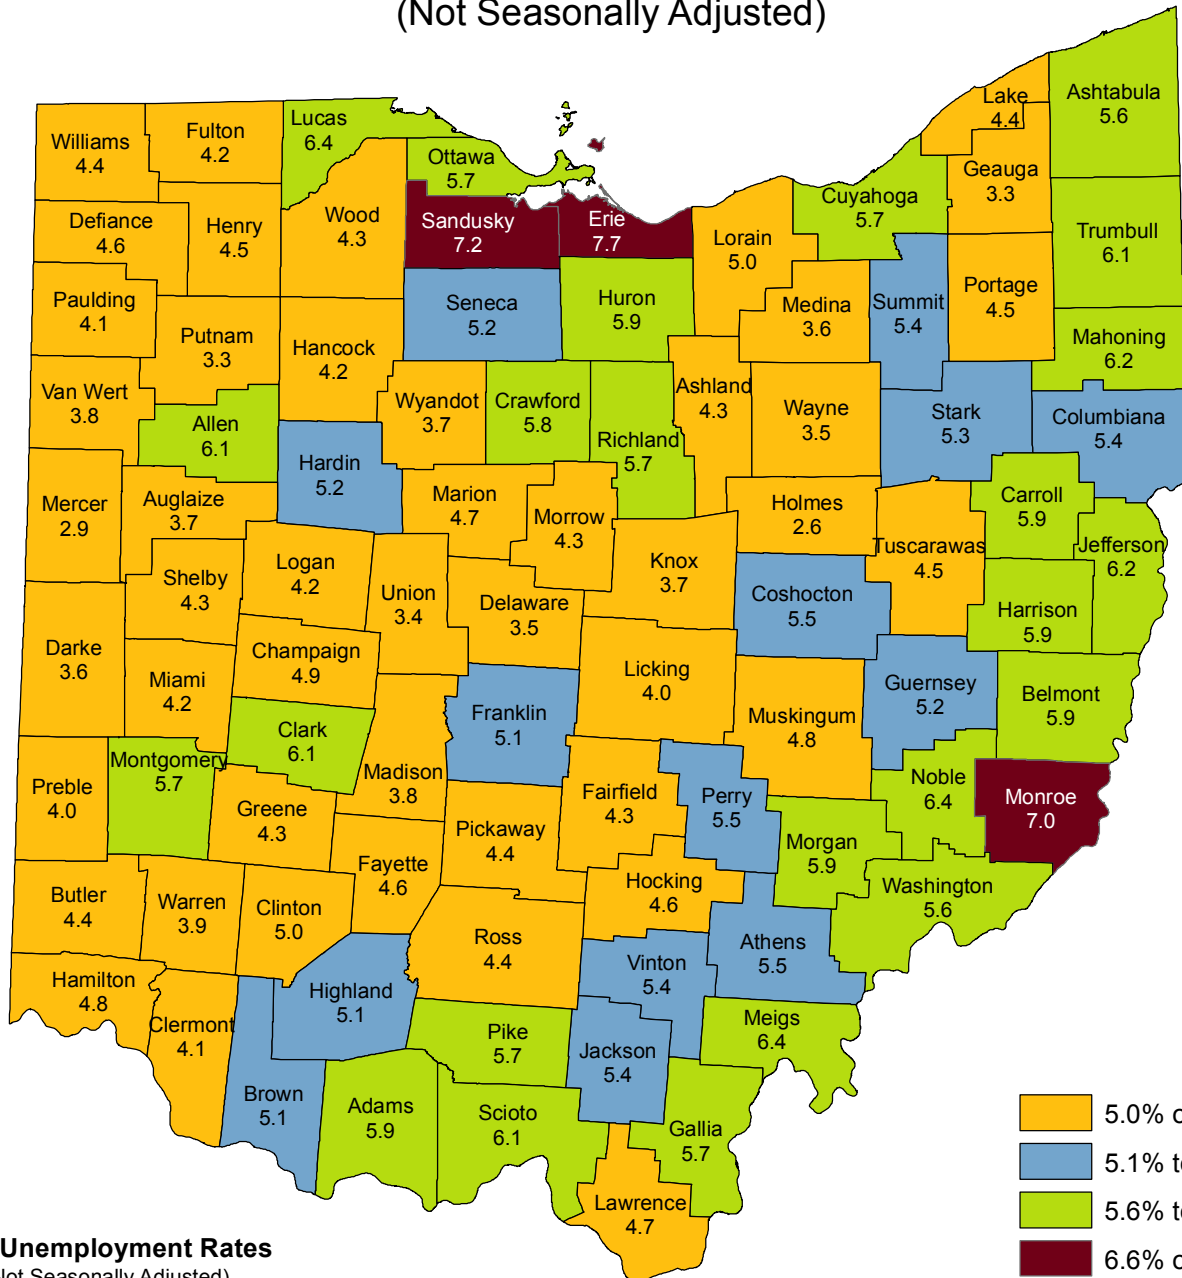 (Not Seasonally Adjusted)
Williams
4.4
Fulton
4.2
Lucas
6.4
Ottawa
5.7
Lake
4.4
Ashtabula
5.6
Geauga
3.3
Cuyahoga
5.7
Defiance
4.6
Henry
4.5
Wood
4.3
Sandusky
7.2
Erie
7.7
Lorain
5.0
Trumbull
6.1
Paulding
4.1
Putnam
3.3
Hancock
4.2
Seneca
5.2
Huron
5.9
Medina
3.6
Summit
5.4
Portage
4.5
Mahoning
6.2
Van Wert
3.8
Allen
6.1
Wyandot
3.7
Crawford
5.8
Richland
5.7
Ashland
4.3
Wayne
3.5
Stark
5.3
Columbiana
5.4
Hardin
5.2
Mercer
2.9
Auglaize
3.7
Marion
4.7
Morrow
4.3
Holmes
2.6
Tuscarawas
4.5
Carroll
5.9
Jefferson
6.2
Shelby
4.3
Logan
4.2
Union
3.4
Delaware
3.5
Knox
3.7
Coshocton
5.5
Harrison
5.9
Darke
3.6
Miami
4.2
Champaign
4.9
Licking
4.0
Muskingum
4.8
Guernsey
5.2
Belmont
5.9
Clark
6.1
Franklin
5.1
Preble
4.0
Montgomery
5.7
Greene
4.3
Madison
3.8
Pickaway
4.4
Fairfield
4.3
Perry
5.5
Morgan
5.9
Noble
6.4
Monroe
7.0
Butler
4.4
Warren
3.9
Clinton
5.0
Fayette
4.6
Hocking
4.6
Washington
5.6
Ross
4.4
Athens
5.5
Vinton
5.4
Hamilton
4.8
Clermont
4.1
Highland
5.1
Pike
5.7
Jackson
5.4
Meigs
6.4
Brown
5.1
Adams
5.9
Scioto
6.1
Gallia
5.7
Lawrence
4.7
5.0%
5.1%
5.6%
6.6%
Unemployment Rates
Not Seasonally Adjusted)